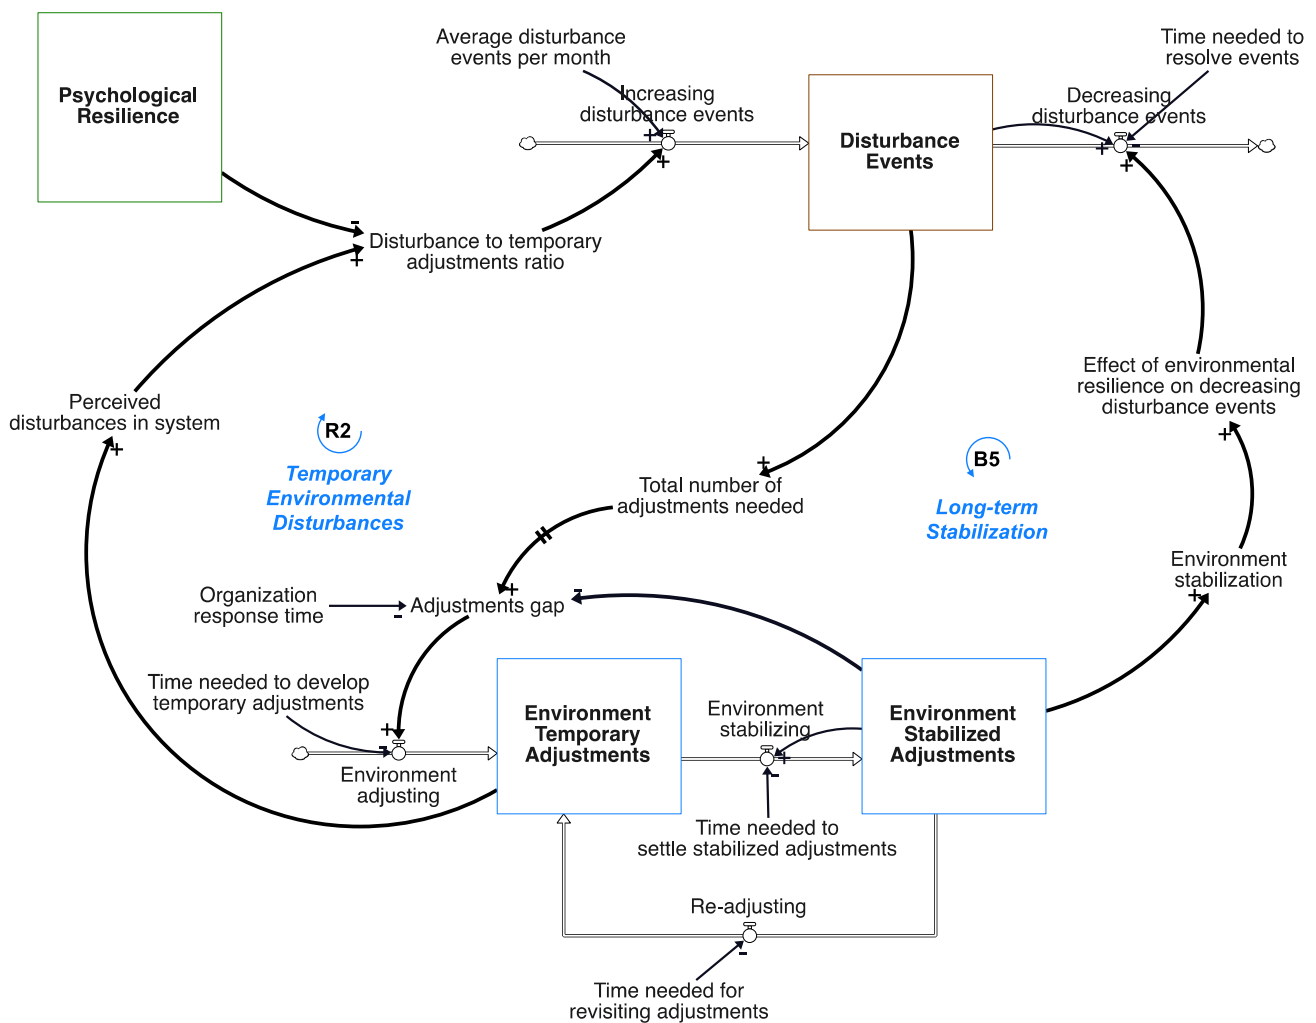 Psychological
Resilience
Average disturbance
events per month
Increasing
disturbance events
Disturbance
Events
Decreasing
disturbance events
Time needed to
resolve events
Disturbance to temporary
adjustments ratio
Perceived
disturbances in system
R2
Temporary
Environmental
Disturbances
Total number of
adjustments needed
B5
Long-term
Stabilization
Effect of environmental
resilience on decreasing
disturbance events
Environment
stabilization
Organization
response time
Adjustments gap
Time needed to develop
temporary adjustments
Environment
adjusting
Environment
Temporary
Adjustments
Environment
stabilizing
Environment
Stabilized
Adjustments
Time needed to
settle stabilized adjustments
Re-adjusting
Time needed for
revisiting adjustments